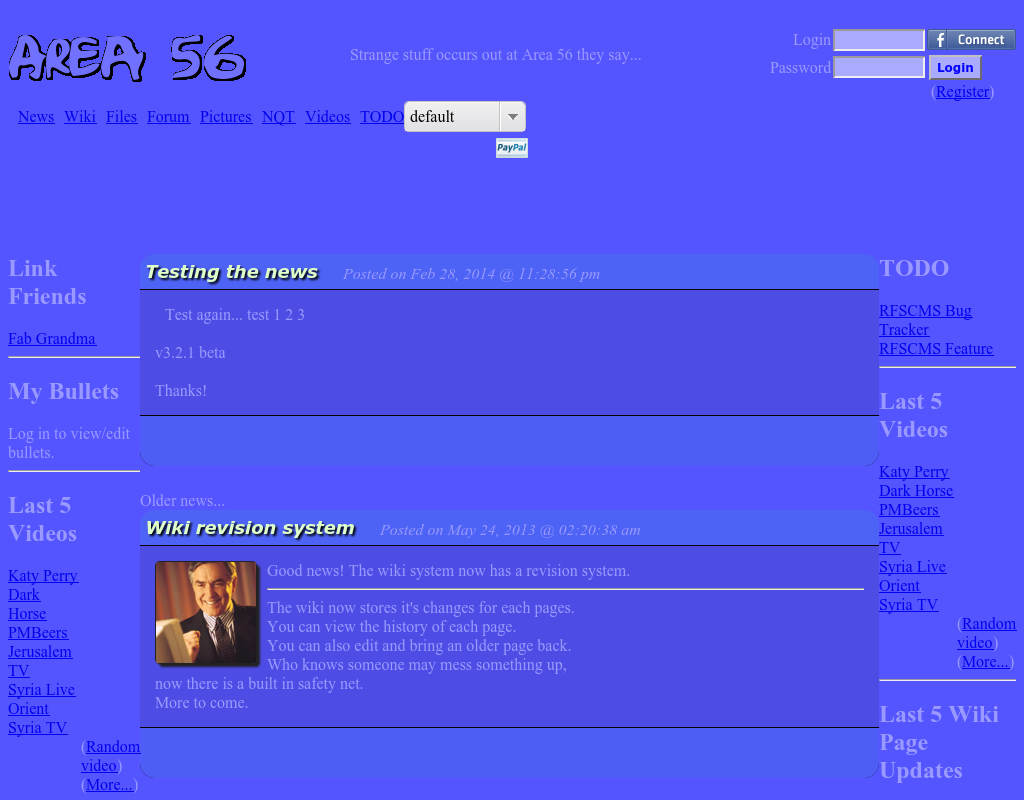 AREA 56
Strange stuff occurs out at Area 56 they say...
Login
f Connect
Password
Login
(Register)
News Wiki Files Forum Pictures NQT Videos TODO default
PayPal
Link
Friends
Fab Grandma
My Bullets
Log in to view/edit
bullets.
Last 5
Videos
Katy Perry
Dark
Horse
PMBeers
Jerusalem
TV
Syria Live
Orient
Syria TV
(Random
video)
(More...)
Testing the news Posted on Feb 28, 2014 @ 11:28:56 pm
Test again... test 1 2 3
v3.2.1 beta
Thanks!
Older news...
Wiki revision system Posted on May 24, 2013 @ 02:20:38 am
Good news! The wiki system now has a revision system.
The wiki now stores it's changes for each pages.
You can view the history of each page.
You can also edit and bring an older page back.
Who knows someone may mess something up,
now there is a built in safety net.
More to come.
TODO
RFSCMS Bug
Tracker
RFSCMS Feature
Last 5
Videos
Katy Perry
Dark Horse
PMBeers
Jerusalem
TV
Syria Live
Orient
Syria TV
(Random
video)
(More...)
Last 5 Wiki
Page
Updates